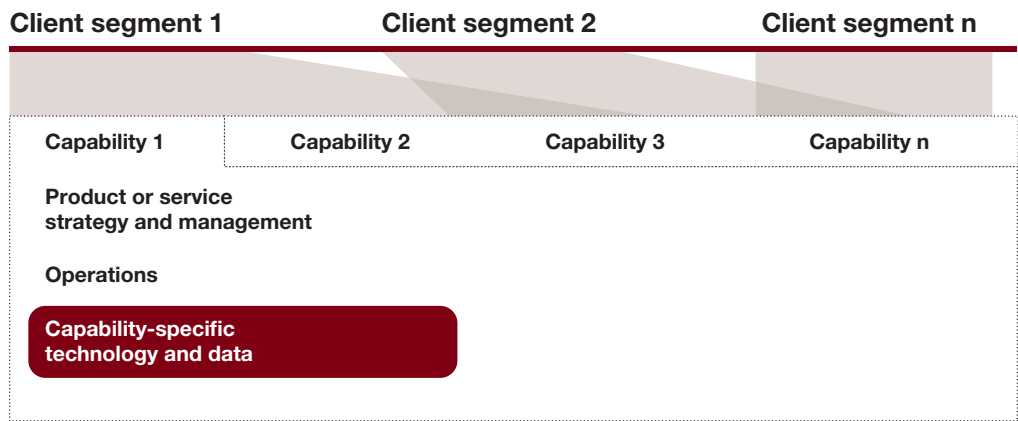 Client segment 1 Client segment 2 Client segment n
Capability 1 Capability 2 Capability 3 Capability n
Product or service
strategy and management
Operations
Capability-specific
technology and data